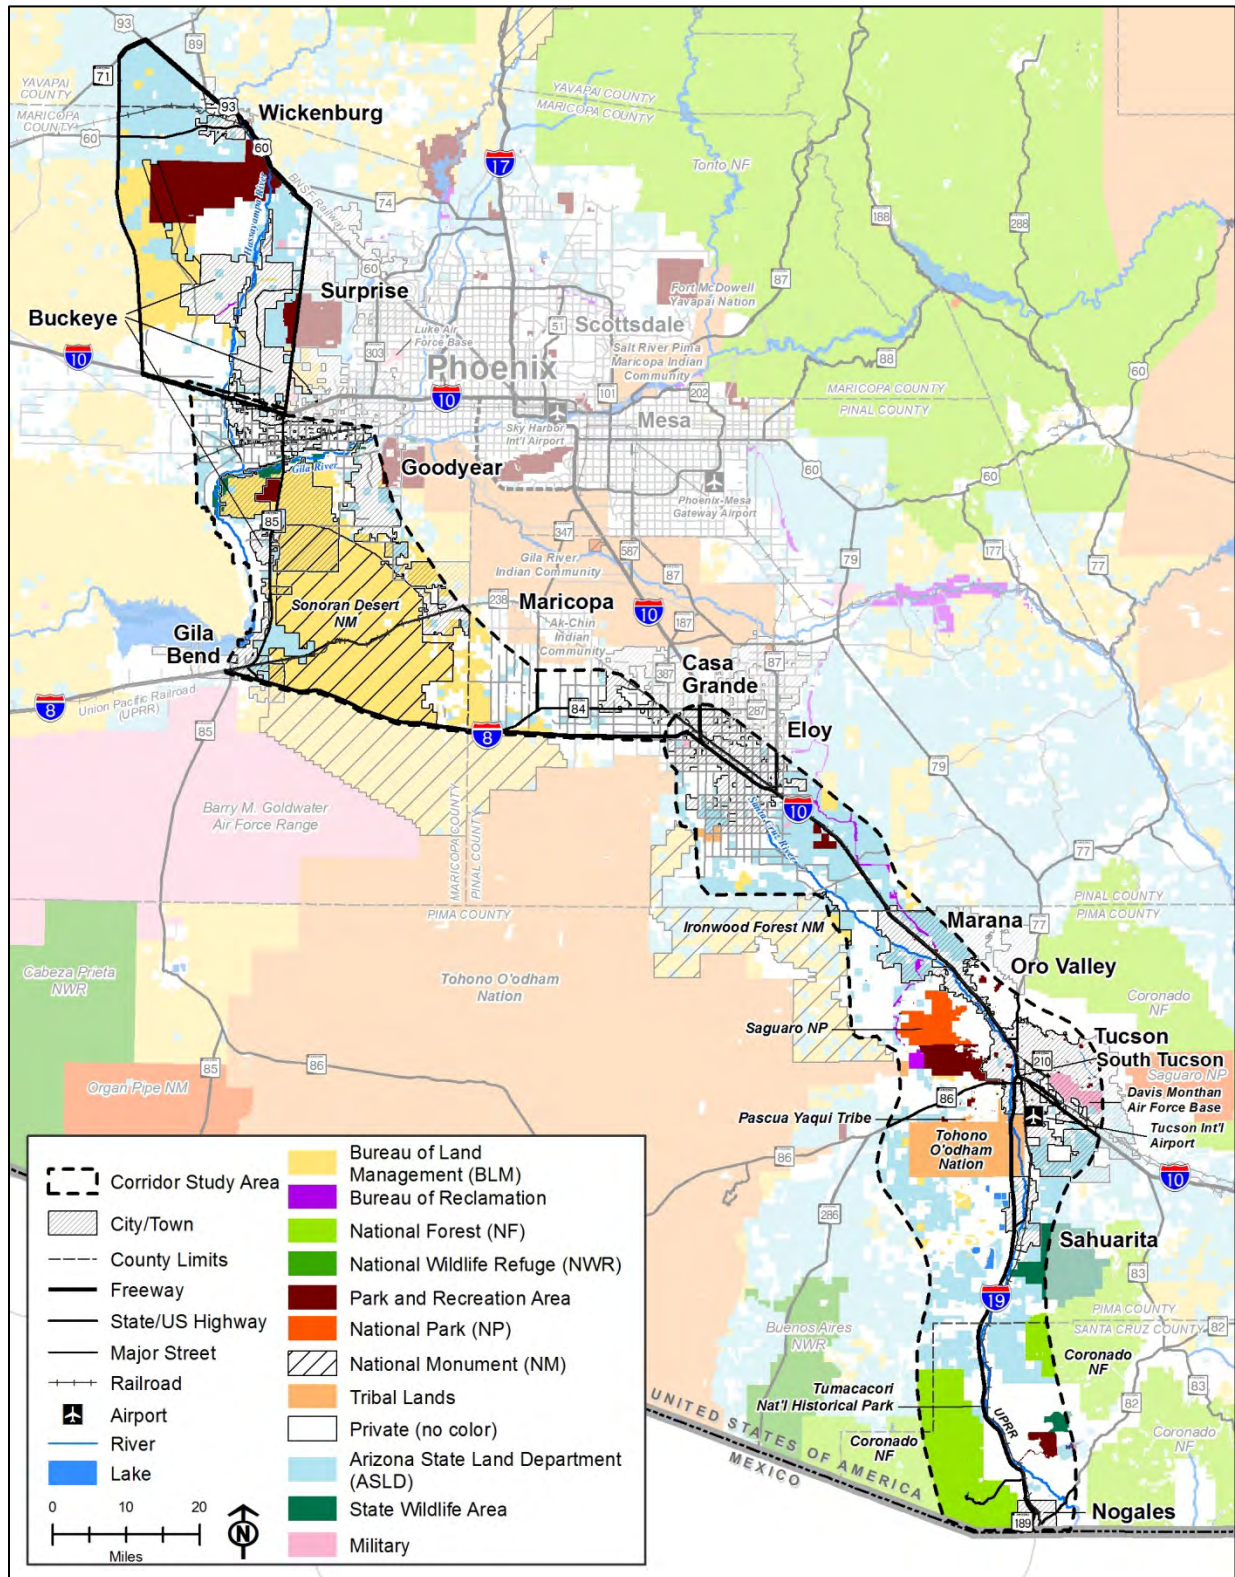 93
89
71
YAVAPAI COUNTY
MARICOPA COUNTY
YAVAPAI COUNTY
MARICOPA
COUNTY
93
Wickenburg
60
60
17
Tonto NF
BNSF Railway
74
188
288
Hassayampa River
60
87
Surprise
Fort McDowell
Yavapai Nation
Buckeye
Luke Air
Force Base
51
Scottsdale
Salt River Pima
Maricopa Indian
Community
10
303
Phoenix
88
60
101
202
MARICOPA COUNTY
PINAL COUNTY
10
Mesa
Sky Harbor
Int'l Airport
Goodyear
Gila River
60
Phoenix-Mesa
Gateway Airport
85
347
587
79
177
77
Gila River
Indian Community
87
Sonoran Desert
NM
238
Maricopa
10
187
Ak-Chin
Indian
Community
Gila
Bend
Casa
Grande
387
87
Union Pacific Railroad
(UPRR)
8
84
287
85
8
Eloy
79
Barry M. Goldwater
Air Force Range
10
Santa Cruz River
MARICOPA COUNTY
PINAL COUNTY
77
PIMA COUNTY
PINAL COUNTY
PIMA COUNTY
Ironwood Forest NM
Marana
77
Cabeza Prieta
NWR
Tohono O'odham
Nation
Oro Valley
Coronado
NF
Saguaro NP
Tucson
South Tucson
210
Saguaro NP
86
85
Organ Pipe NM
86
Davis Monthan
Air Force Base
Pascua Yaqui Tribe
Tucson Int'l
Airport
Tohono
O'odham
Nation
86
10
286
Sahuarita
83
19
PIMA COUNTY
SANTA CRUZ COUNTY
82
Buenos Aires
NWR
Coronado
NF
Tumacacori
Nat'l Historical Park
83
82
UPRR
Coronado
NF
Coronado
NF
UNITED STATES OF AMERICA
MEXICO
Nogales
189
Corridor Study Area
City/Town
County Limits
Freeway
State/US Highway
Major Street
Railroad
Airport
River
Lake
0 10 20
Miles
N
Bureau of Land
Management (BLM)
Bureau of Reclamation
National Forest (NF)
National Wildlife Refuge (NWR)
Park and Recreation Area
National Park (NP)
National Monument (NM)
Tribal Lands
Private (no color)
Arizona State Land Department
(ASLD)
State Wildlife Area
Military